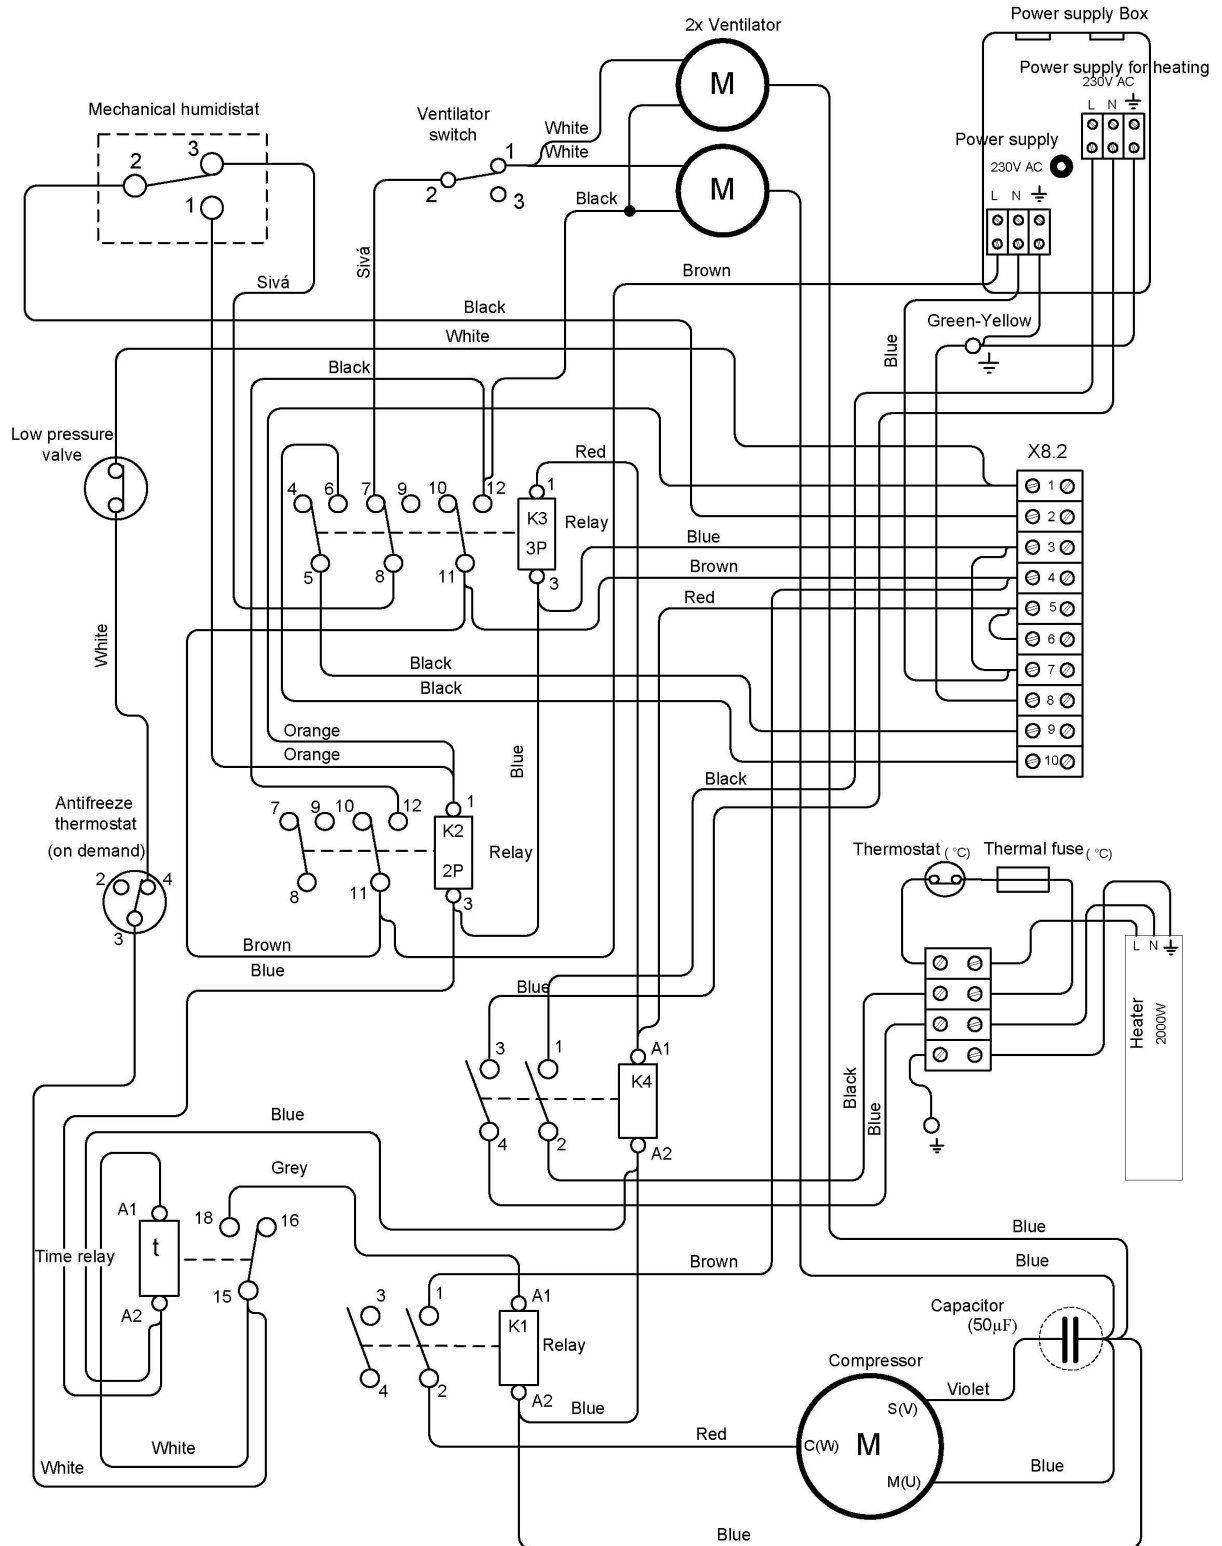 Power supply Box
2x Ventilator
Power supply for heating
230V AC
L N
Mechanical humidistat
Ventilator
switch
White
White
M
Power supply
230V AC
L N
3
2
1
1
2
3
M
Black
Sivá
Sivá
Brown
Black
Green-Yellow
White
Blue
Black
Low pressure
valve
Red
X8.2
4 6 7 9 10 12
1
K3
3P
Relay
3
5 8 11
Blue
Brown
Red
1
2
3
4
5
6
7
8
9
10
White
Black
Black
Orange
Orange
Blue
Black
Antifreeze
thermostat
(on demand)
2 4
3
7 9 10 12
1
K2
2P
Relay
3
8 11
Thermostat (°C) Thermal fuse (°C)
Brown
Blue
Blue
L N
Heater
2000W
3 1
A1
K4
A2
4 2
Black
Blue
Blue
Grey
A1
t
Time relay
A2
18 16
15
Blue
Blue
Brown
3 1
A1
K1
Relay
A2
4 2
Capacitor
(50µF)
Compressor
Violet
S(V)
C(W) M
M(U)
Blue
Red
Blue
White
White
Blue